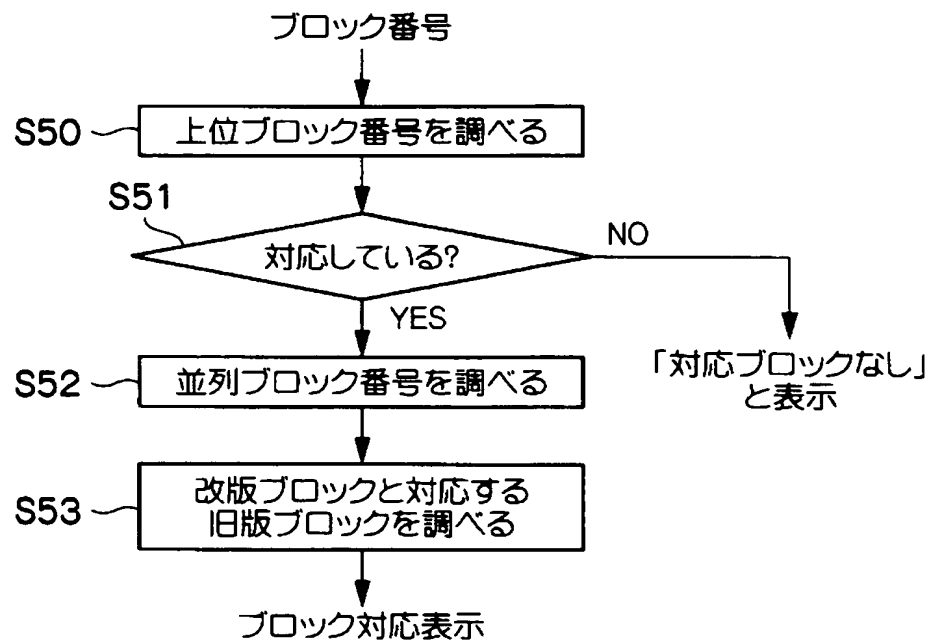 ブロック番号
S50
上位ブロック番号を調べる
S51
対応している?
NO
YES
S52
並列ブロック番号を調べる
「対応ブロックなし」
と表示
S53
改版ブロックと対応する
旧版ブロックを調べる
ブロック対応表示